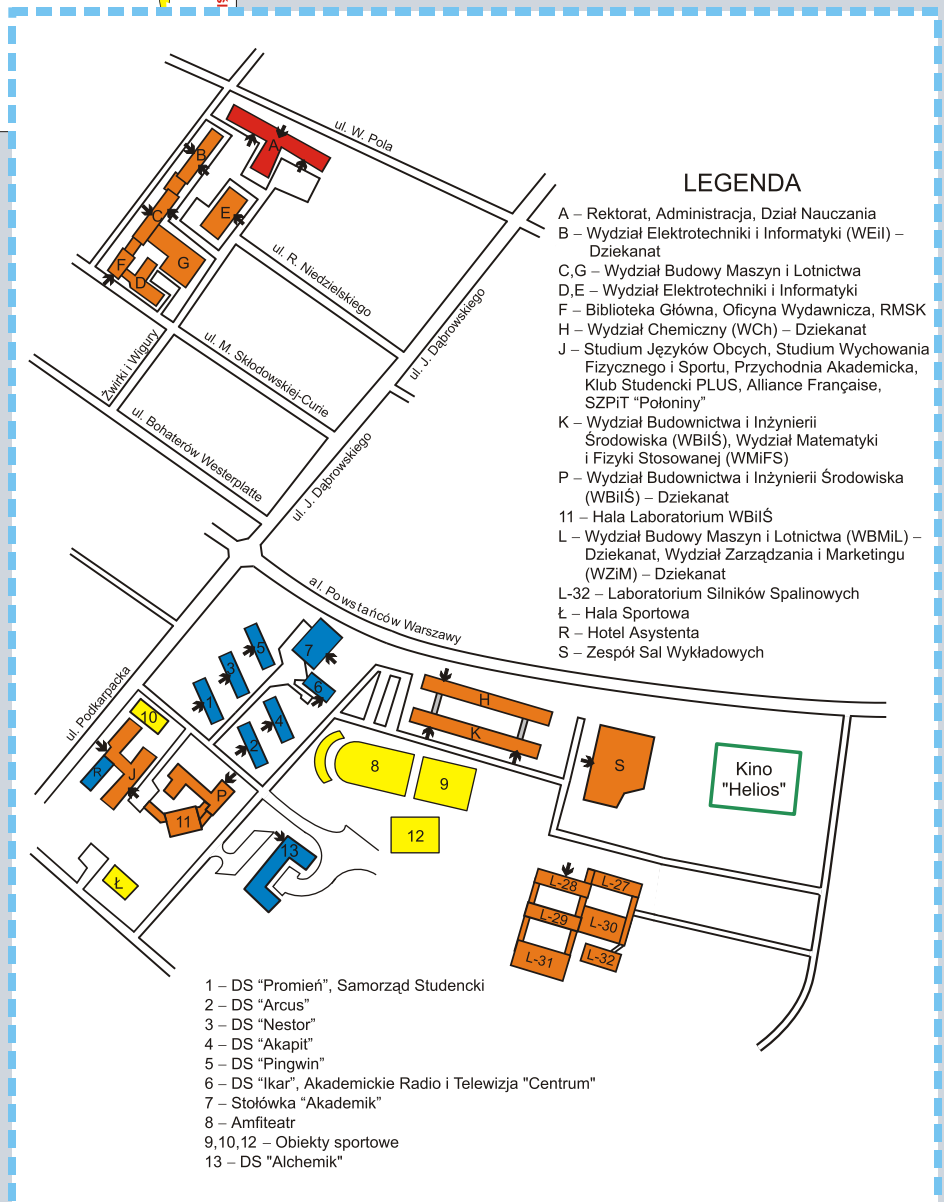 ul. W. Pola
A
B
C
E
G
F
D
ul. R. Niedzielskiego
ul. J. Dąbrowskiego
ul. M. Skłodowskiej-Curie
Żwirki i Wigury
ul. Bohaterów Westerplatte
ul. J. Dąbrowskiego
al. Powstańców Warszawy
ul. Podkarpacka
LEGENDA
A – Rektorat, Administracja, Dział Nauczania
B – Wydział Elektrotechniki i Informatyki (WEiI) –
Dziekanat
C,G – Wydział Budowy Maszyn i Lotnictwa
D,E – Wydział Elektrotechniki i Informatyki
F – Biblioteka Główna, Oficyna Wydawnicza, RMSK
H – Wydział Chemiczny (WCh) – Dziekanat
J – Studium Języków Obcych, Studium Wychowania
Fizycznego i Sportu, Przychodnia Akademicka,
Klub Studencki PLUS, Alliance Française,
SZPiT “Połoniny”
K – Wydział Budownictwa i Inżynierii
Środowiska (WBiIŚ), Wydział Matematyki
i Fizyki Stosowanej (WMiFS)
P – Wydział Budownictwa i Inżynierii Środowiska
(WBiIŚ) – Dziekanat
11 – Hala Laboratorium WBiIŚ
L – Wydział Budowy Maszyn i Lotnictwa (WBMiL) –
Dziekanat, Wydział Zarządzania i Marketingu
(WZiM) – Dziekanat
L-32 – Laboratorium Silników Spalinowych
Ł – Hala Sportowa
R – Hotel Asystenta
S – Zespół Sal Wykładowych
5
7
3
6
1
4
2
10
R
J
P
11
Ł
13
8
9
12
H
K
S
Kino
"Helios"
L-28
L-27
L-29
L-30
L-31
L-32
1 – DS “Promień”, Samorząd Studencki
2 – DS “Arcus”
3 – DS “Nestor”
4 – DS “Akapit”
5 – DS “Pingwin”
6 – DS “Ikar”, Akademickie Radio i Telewizja "Centrum"
7 – Stołówka “Akademik”
8 – Amfiteatr
9,10,12 – Obiekty sportowe
13 – DS "Alchemik"